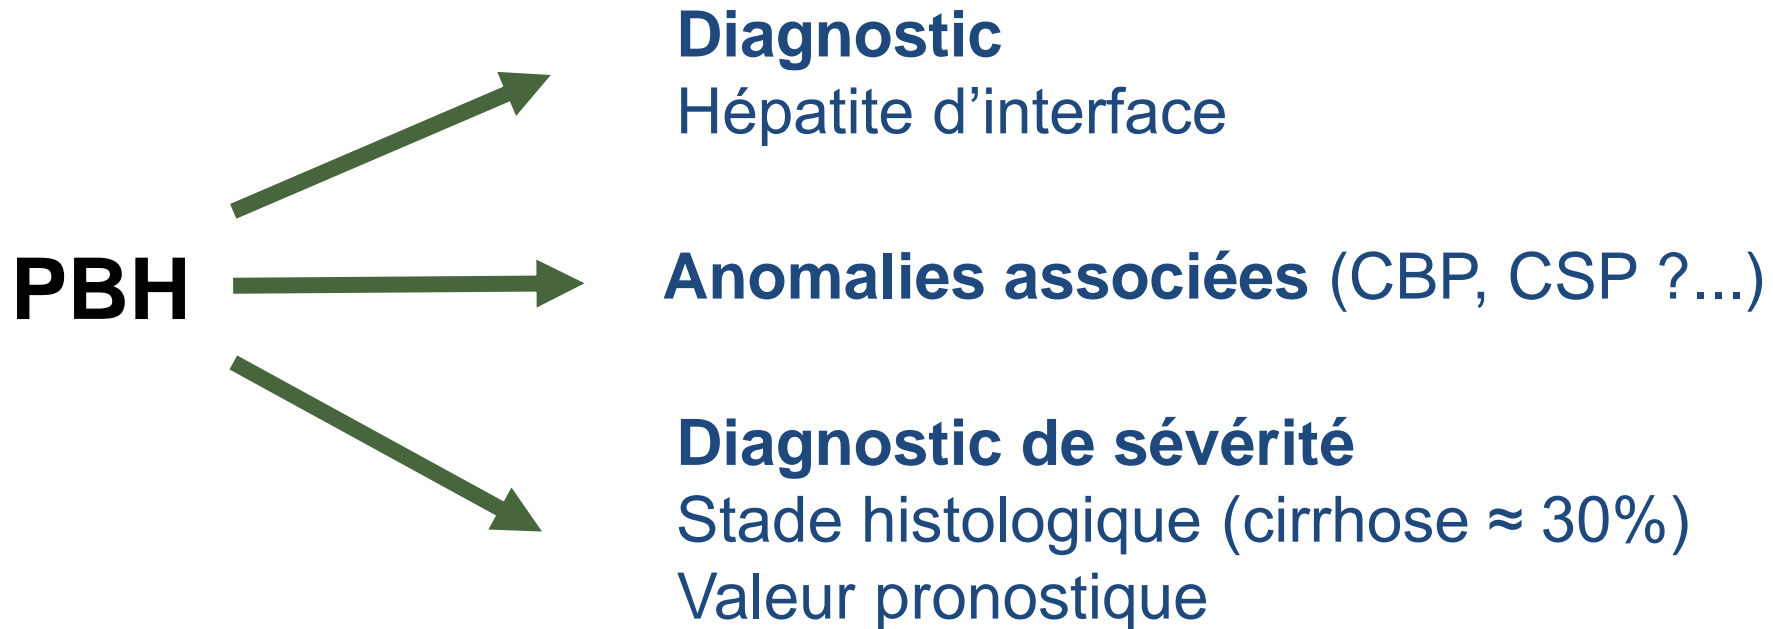 Diagnostic
Hépatite d’interface
PBH
Anomalies associées (CBP, CSP ?...)
Diagnostic de sévérité
Stade histologique (cirrhose ≈ 30%)
Valeur pronostique